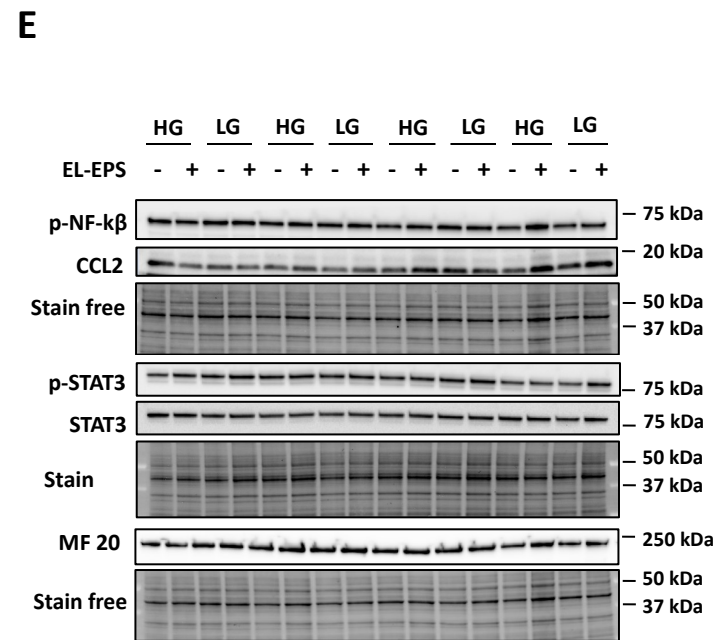 E
HG LG HG LG HG LG HG LG
EL-EPS - + - + - + - + - + - + - + - +
p-NF-kβ 75 kDa
CCL2 20 kDa
Stain free 50 kDa
37 kDa
p-STAT3 75 kDa
STAT3 75 kDa
Stain 50 kDa
37 kDa
MF 20 250 kDa
Stain free 50 kDa
37 kDa